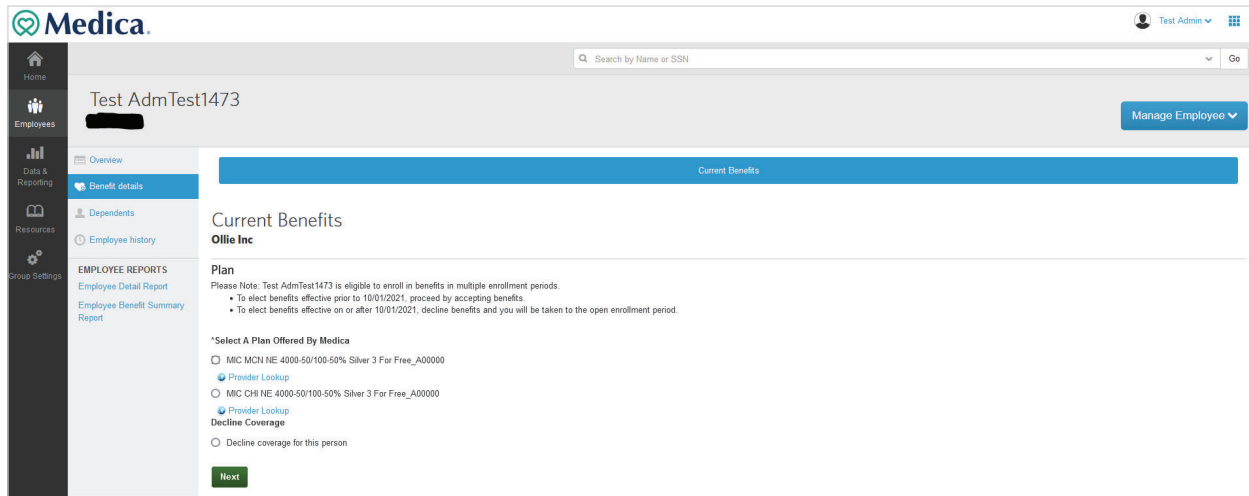 Medica.
Test Admin
Home
Search by Name or SSN
Go
Test AdmTest1473
Manage Employee
Employees
Data &
Reporting
Resources
Group Settings
Overview
Benefit details
Dependents
Employee history
EMPLOYEE REPORTS
Employee Detail Report
Employee Benefit Summary
Report
Current Benefits
Current Benefits
Ollie Inc
Plan
Please Note: Test AdmTest1473 is eligible to enroll in benefits in multiple enrollment periods.
• To elect benefits effective prior to 10/01/2021, proceed by accepting benefits.
• To elect benefits effective on or after 10/01/2021, decline benefits and you will be taken to the open enrollment period.
*Select A Plan Offered By Medica
MIC MCN NE 4000-50/100-50% Silver 3 For Free_A00000
Provider Lookup
MIC CHI NE 4000-50/100-50% Silver 3 For Free_A00000
Provider Lookup
Decline Coverage
Decline coverage for this person
Next